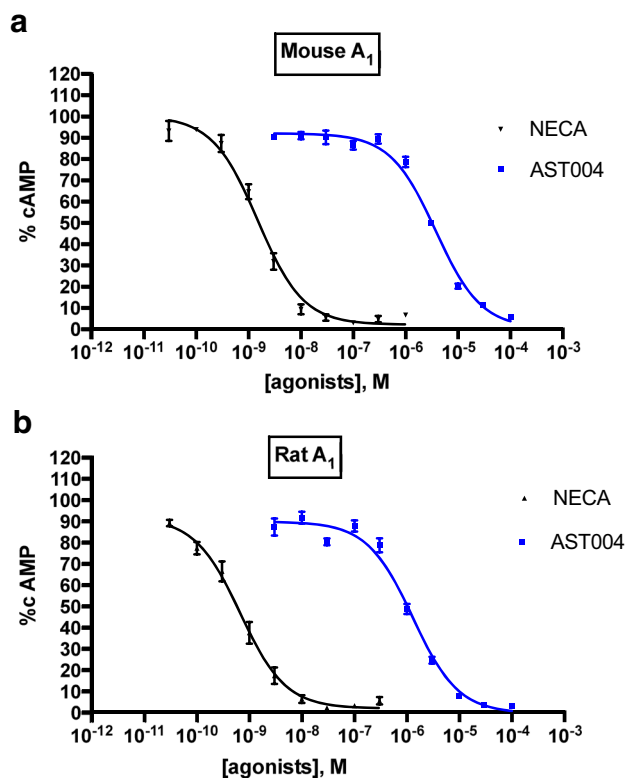 a
Mouse A₁
120
110
100
90
80
70
60
50
40
30
20
10
0
% cAMP
NECA
AST004
10⁻¹² 10⁻¹¹ 10⁻¹⁰ 10⁻⁹ 10⁻⁸ 10⁻⁷ 10⁻⁶ 10⁻⁵ 10⁻⁴ 10⁻³
[agonists], M
b
Rat A₁
120
110
100
90
80
70
60
50
40
30
20
10
0
%c AMP
NECA
AST004
10⁻¹² 10⁻¹¹ 10⁻¹⁰ 10⁻⁹ 10⁻⁸ 10⁻⁷ 10⁻⁶ 10⁻⁵ 10⁻⁴ 10⁻³
[agonists], M